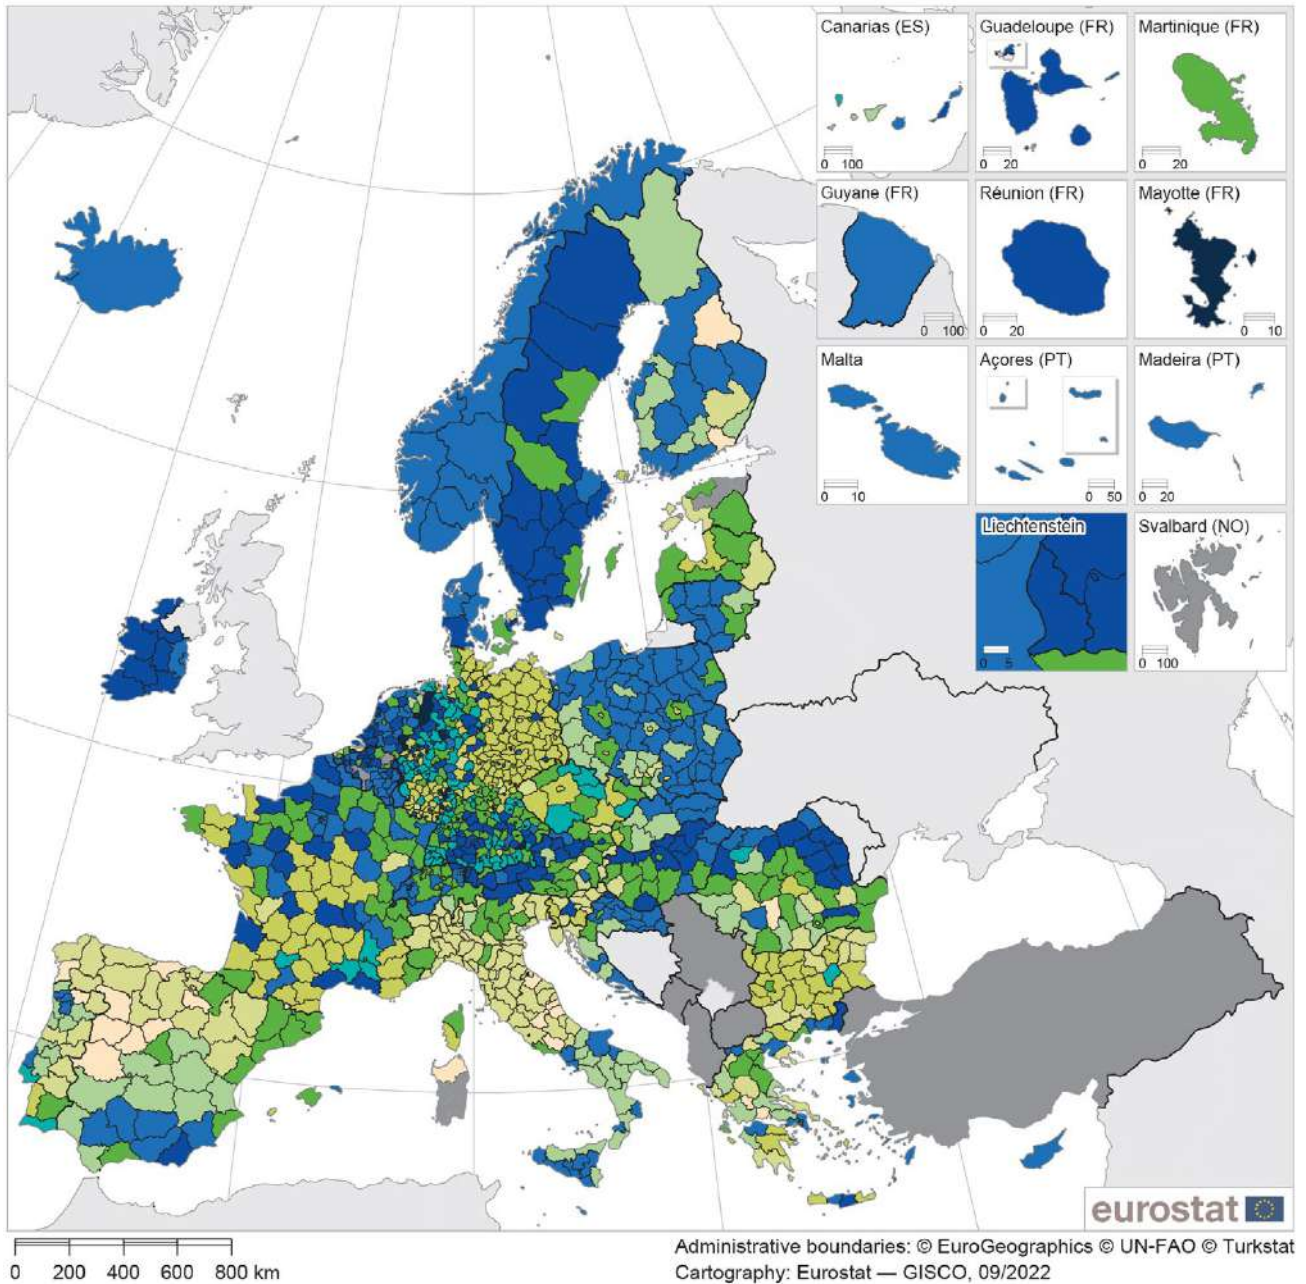 Canarias (ES)
0 100
Guadeloupe (FR)
0 20
Martinique (FR)
0 20
Guyane (FR)
0 100
Réunion (FR)
0 20
Mayotte (FR)
0 10
Malta
0 10
Açores (PT)
0 50
Madeira (PT)
0 20
Liechtenstein
0 5
Svalbard (NO)
0 100
eurostat
Administrative boundaries: © EuroGeographics © UN-FAO © Turkstat
Cartography: Eurostat — GISCO, 09/2022
0 200 400 600 800 km